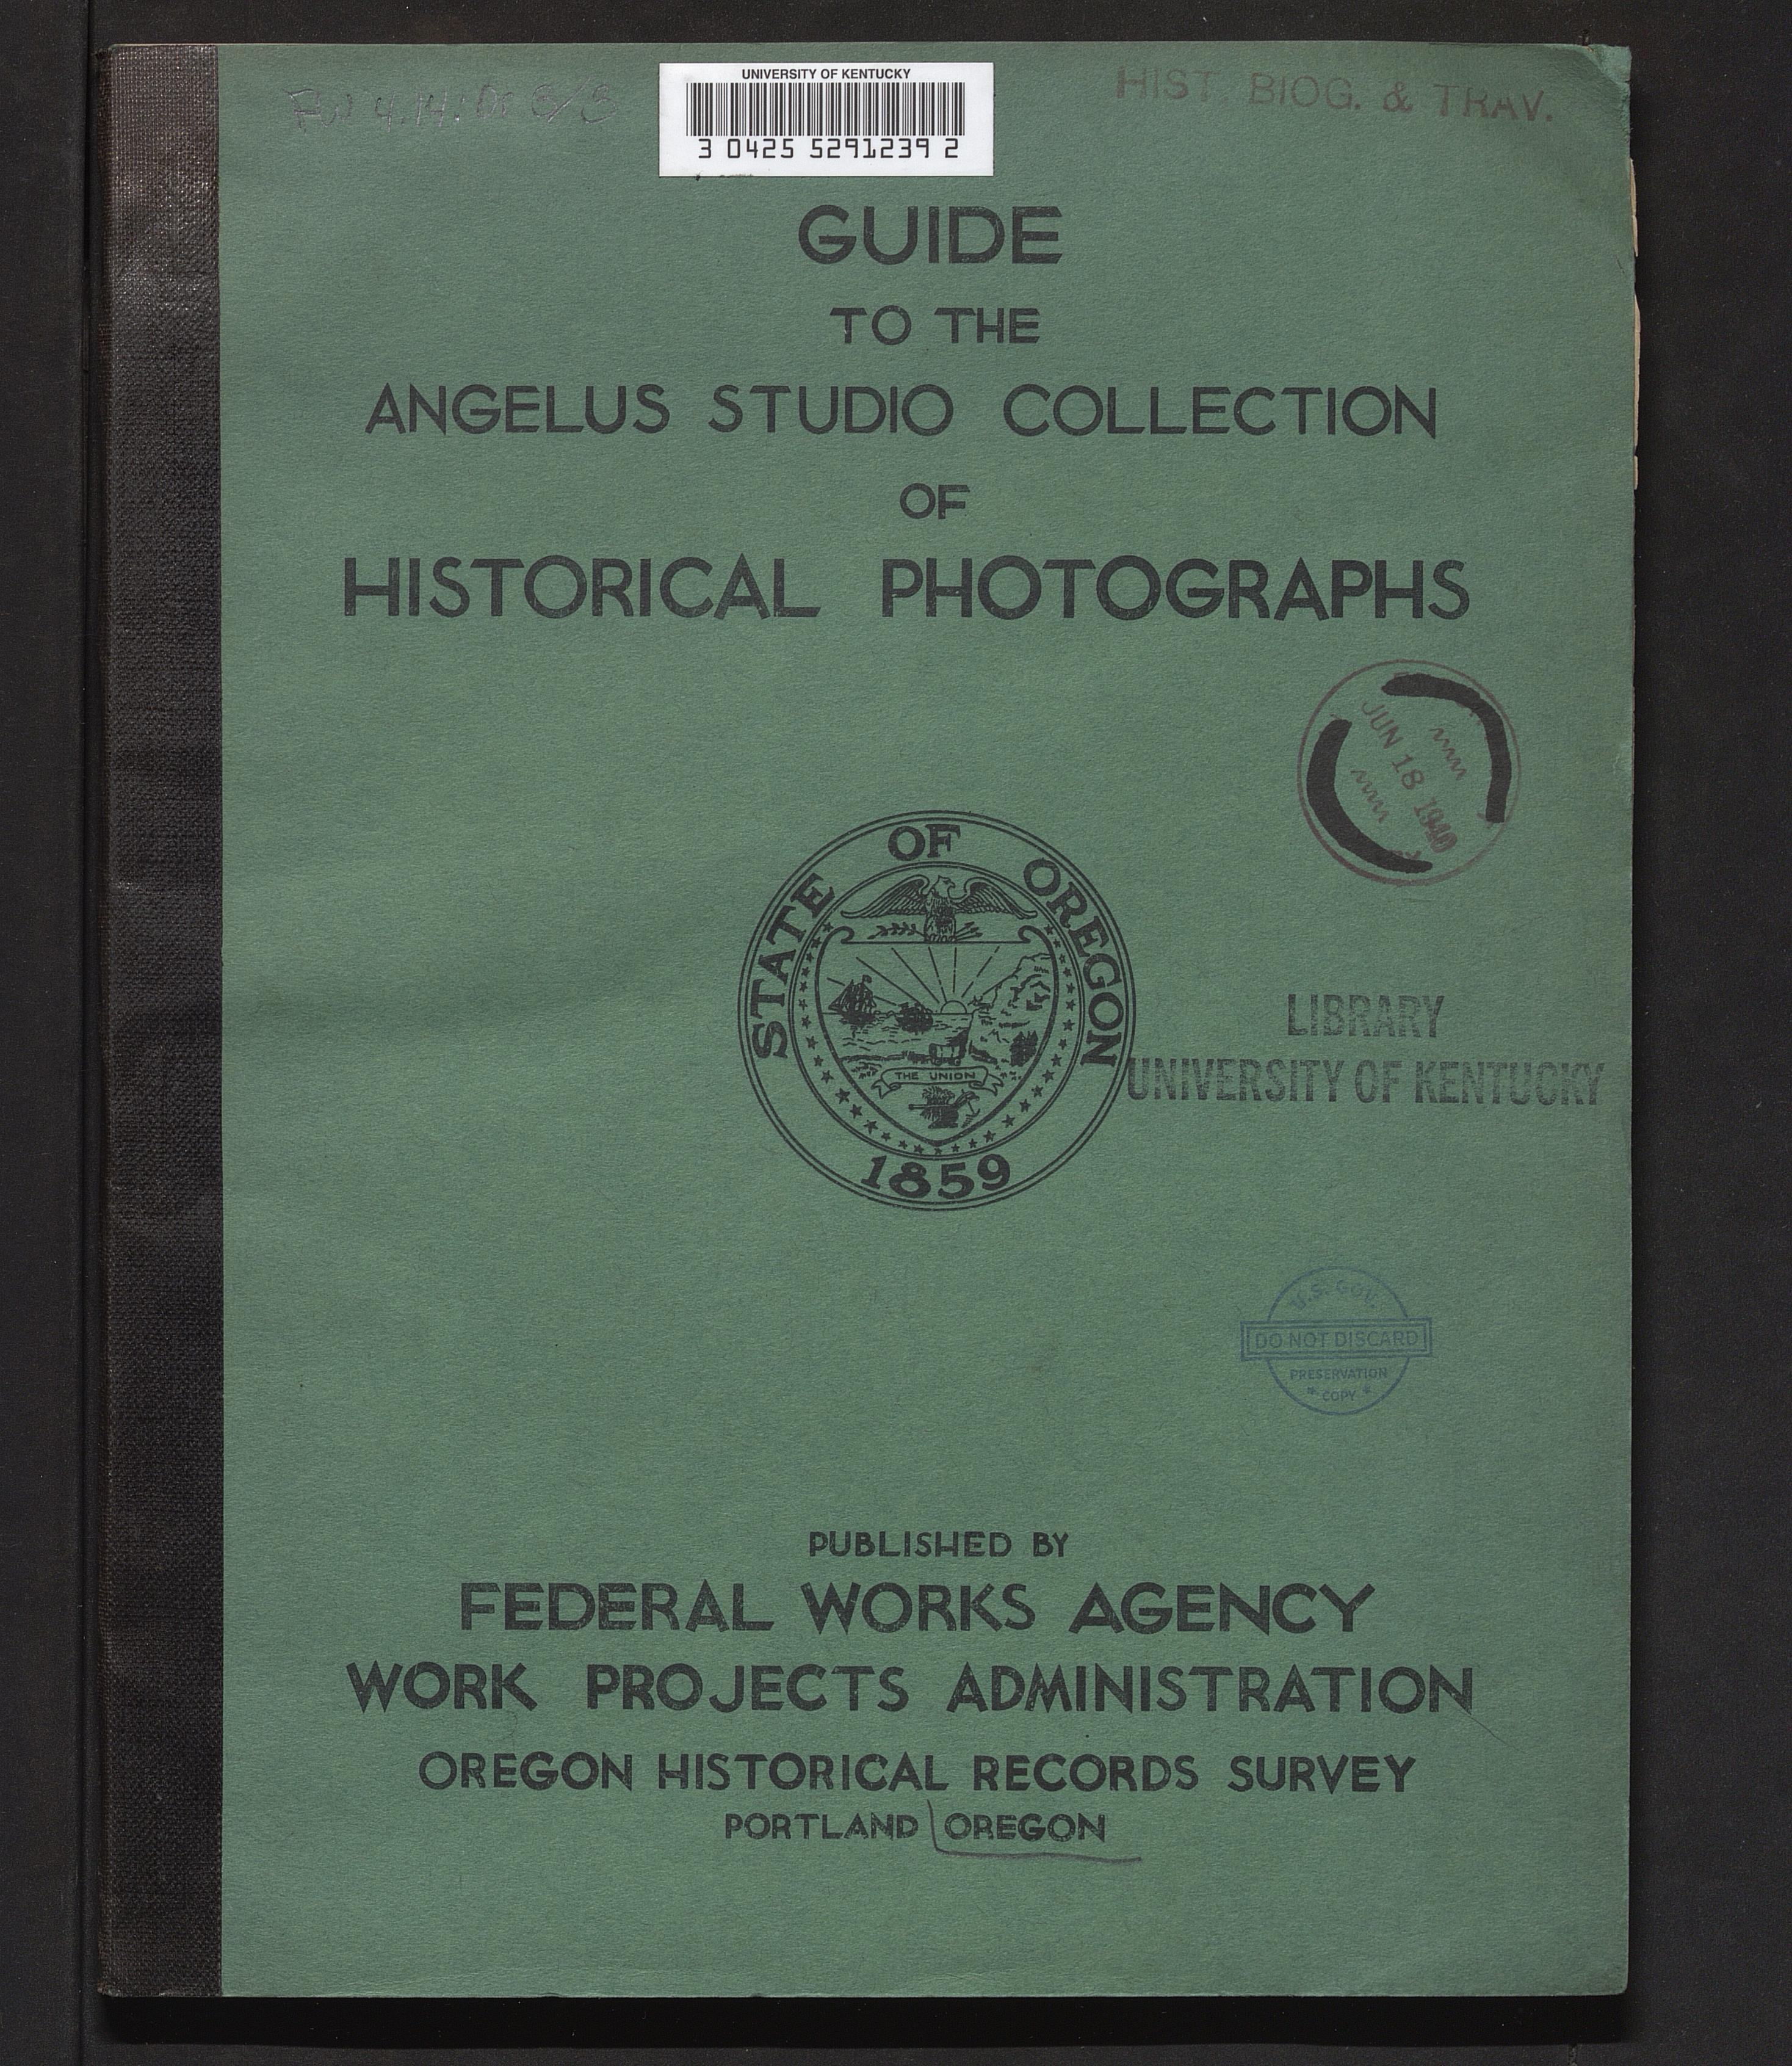 UNIVERSITY OF KENTUCKY
3 0425 5291239 2
HIST. BIOG. & TRAV.
GUIDE
TO THE
ANGELUS STUDIO COLLECTION
OF
HISTORICAL PHOTOGRAPHS
JUN 18 1940
STATE OF OREGON
THE UNION
1859
LIBRARY
UNIVERSITY OF KENTUCKY
U.S. GOV.
DO NOT DISCARD
PRESERVATION
COPY
PUBLISHED BY
FEDERAL WORKS AGENCY
WORK PROJECTS ADMINISTRATION
OREGON HISTORICAL RECORDS SURVEY
PORTLAND OREGON